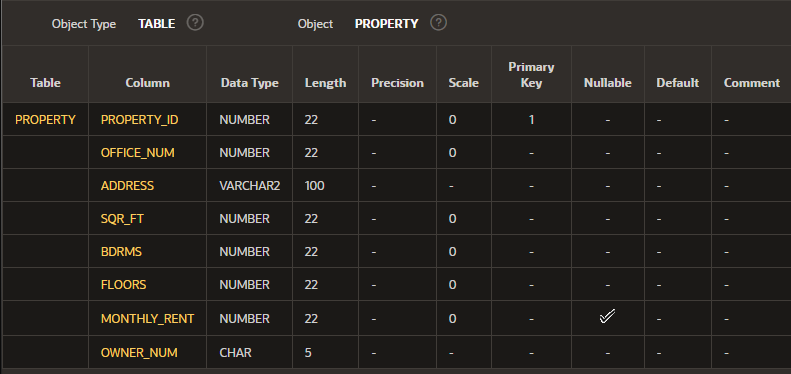 Object Type TABLE ? Object PROPERTY ?
Table Column Data Type Length Precision Scale Primary Key Nullable Default Comment
PROPERTY PROPERTY_ID NUMBER 22 - 0 1 - - -
OFFICE_NUM NUMBER 22 - 0 - - - -
ADDRESS VARCHAR2 100 - - - - - -
SQR_FT NUMBER 22 - 0 - - - -
BDRMS NUMBER 22 - 0 - - - -
FLOORS NUMBER 22 - 0 - - - -
MONTHLY_RENT NUMBER 22 - 0 - ✓ - -
OWNER_NUM CHAR 5 - - - - - -